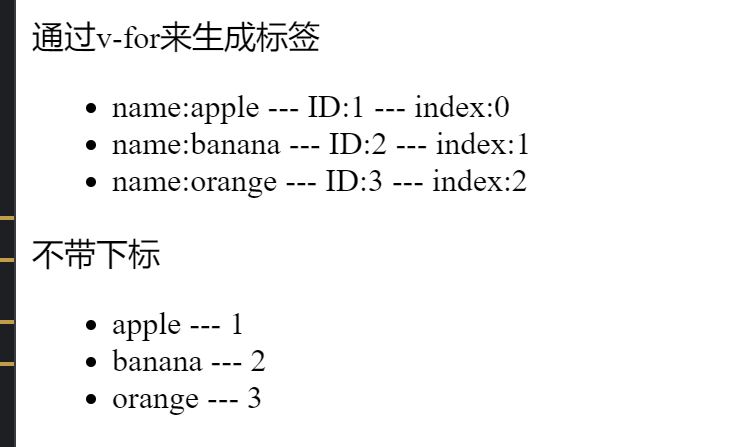 通过v-for来生成标签
name:apple --- ID:1 --- index:0
name:banana --- ID:2 --- index:1
name:orange --- ID:3 --- index:2
不带下标
apple --- 1
banana --- 2
orange --- 3